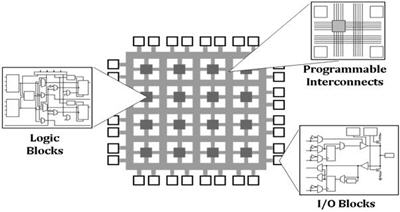 Programmable
Interconnects
Logic
Blocks
I/O Blocks